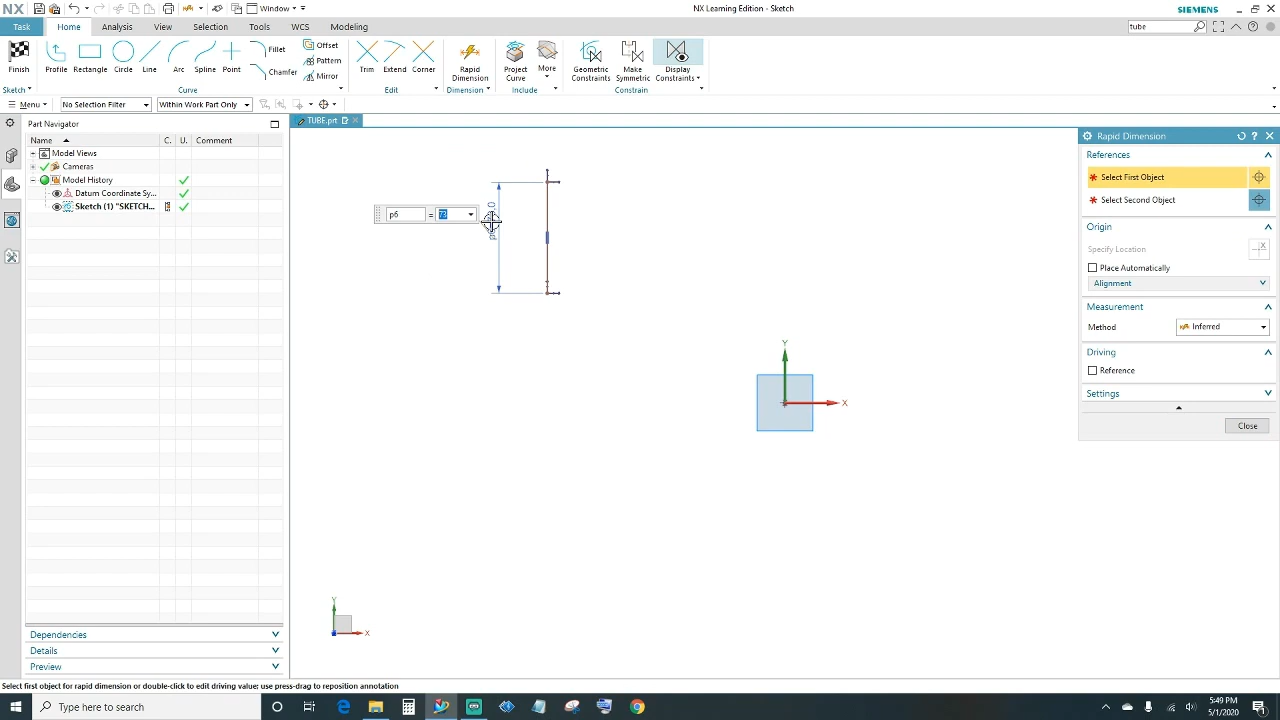 NX
Window
NX Learning Edition - Sketch
SIEMENS
Task
Home
Analysis
View
Selection
Tools
WCS
Modeling
tube
Finish
Profile
Rectangle
Circle
Line
Arc
Spline
Point
Fillet
Chamfer
Offset
Pattern
Mirror
Trim
Extend
Corner
Rapid
Dimension
Project
Curve
More
Geometric
Constraints
Make
Symmetric
Display
Constraints
Sketch
Curve
Edit
Dimension
Include
Constrain
Menu
No Selection Filter
Within Work Part Only
Part Navigator
TUBE.prt
Name
C.
U.
Comment
Model Views
Cameras
Model History
Datum Coordinate Sy...
Sketch (1) "SKETCH...
p6
=
73
Y
X
Y
X
Rapid Dimension
References
Select First Object
Select Second Object
Origin
Specify Location
Place Automatically
Alignment
Measurement
Method
Inferred
Driving
Reference
Settings
Close
Dependencies
Details
Preview
Select first object for rapid dimension or double-click to edit driving value; use press-drag to reposition annotation
Type here to search
5:49 PM
5/1/2020